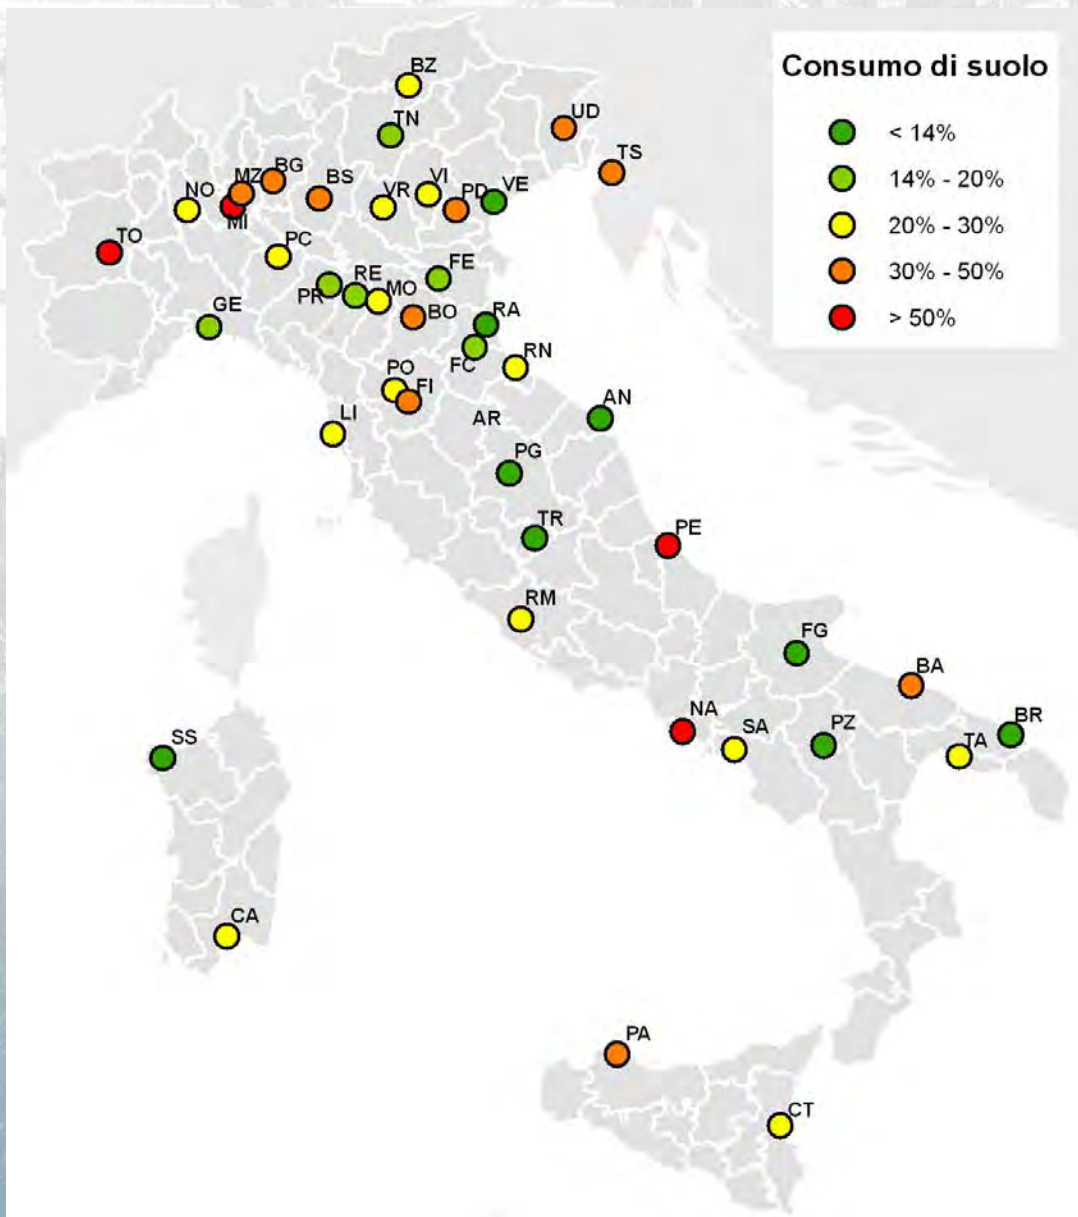 Consumo di suolo
< 14%
14% - 20%
20% - 30%
30% - 50%
> 50%
BZ
UD
TN
TS
BG
MZ
BS
VI
NO
VR
PD
VE
MI
TO
PC
FE
RE
PR
MO
GE
BO
RA
RN
FC
PO
FI
AN
LI
AR
PG
TR
PE
RM
FG
BA
NA
SA
PZ
BR
TA
SS
CA
PA
CT